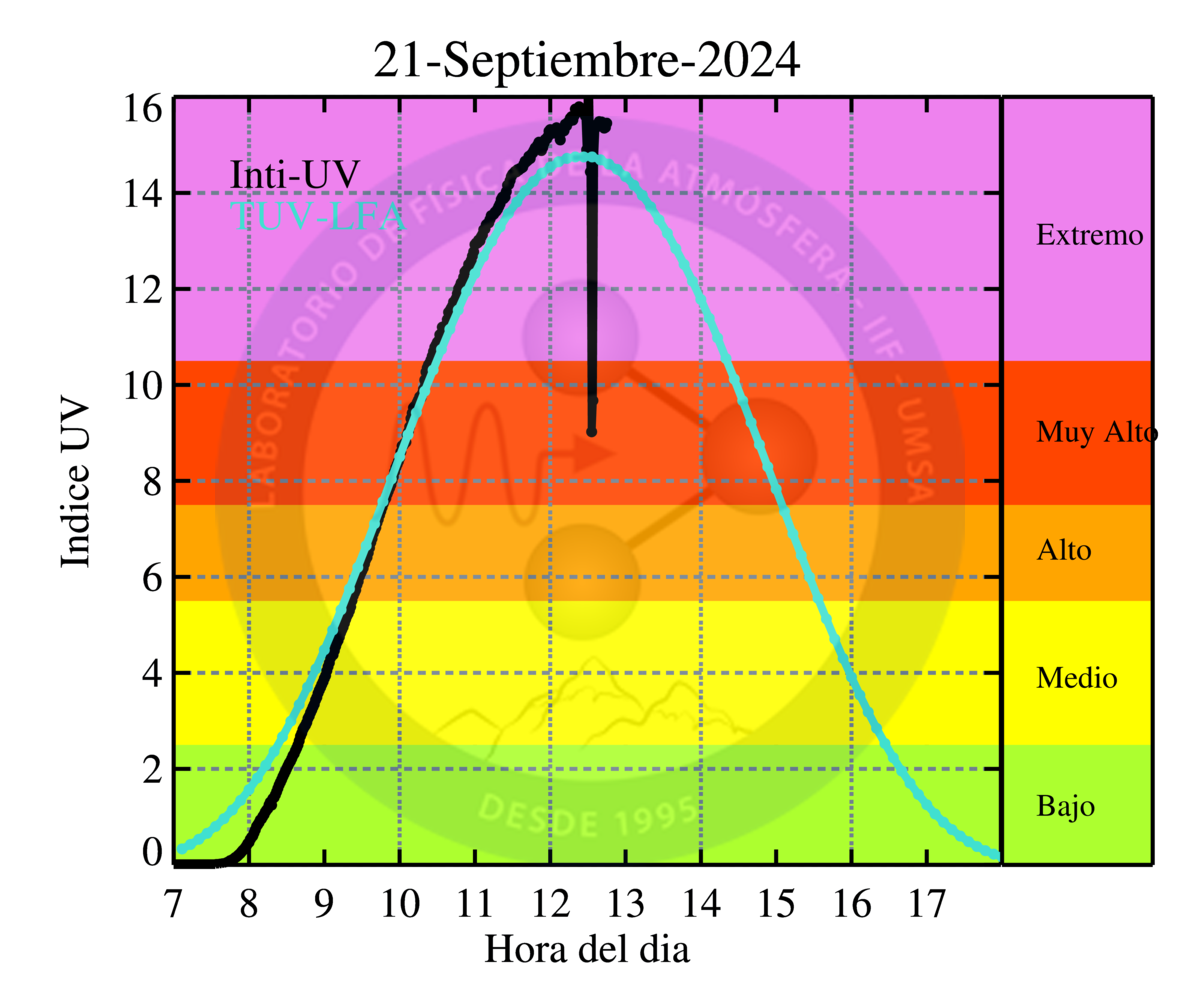 21-Septiembre-2024
Inti-UV
TUV-LFA
LABORATORIO DE FÍSICA DE LA ATMÓSFERA - IIF - UMSA
DESDE 1995
Indice UV
16
14
12
10
8
6
4
2
0
Extremo
Muy Alto
Alto
Medio
Bajo
7 8 9 10 11 12 13 14 15 16 17
Hora del dia